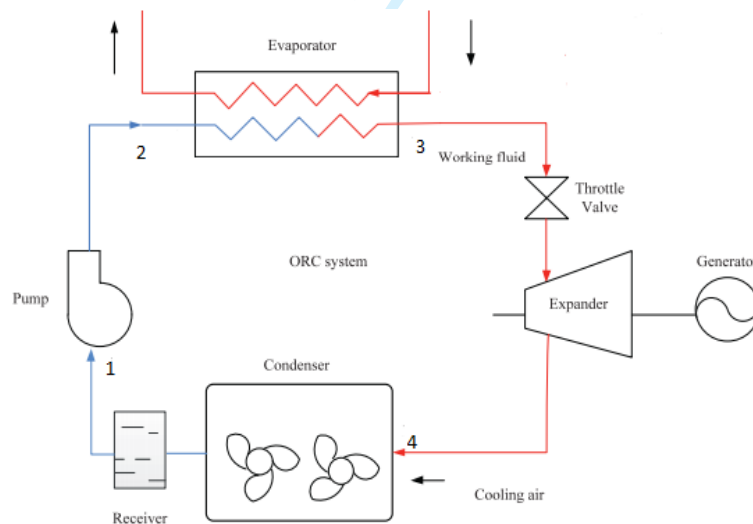 Evaporator
2
3
Working fluid
Throttle
Valve
ORC system
Generato
Pump
Expander
1
Condenser
4
Cooling air
Receiver